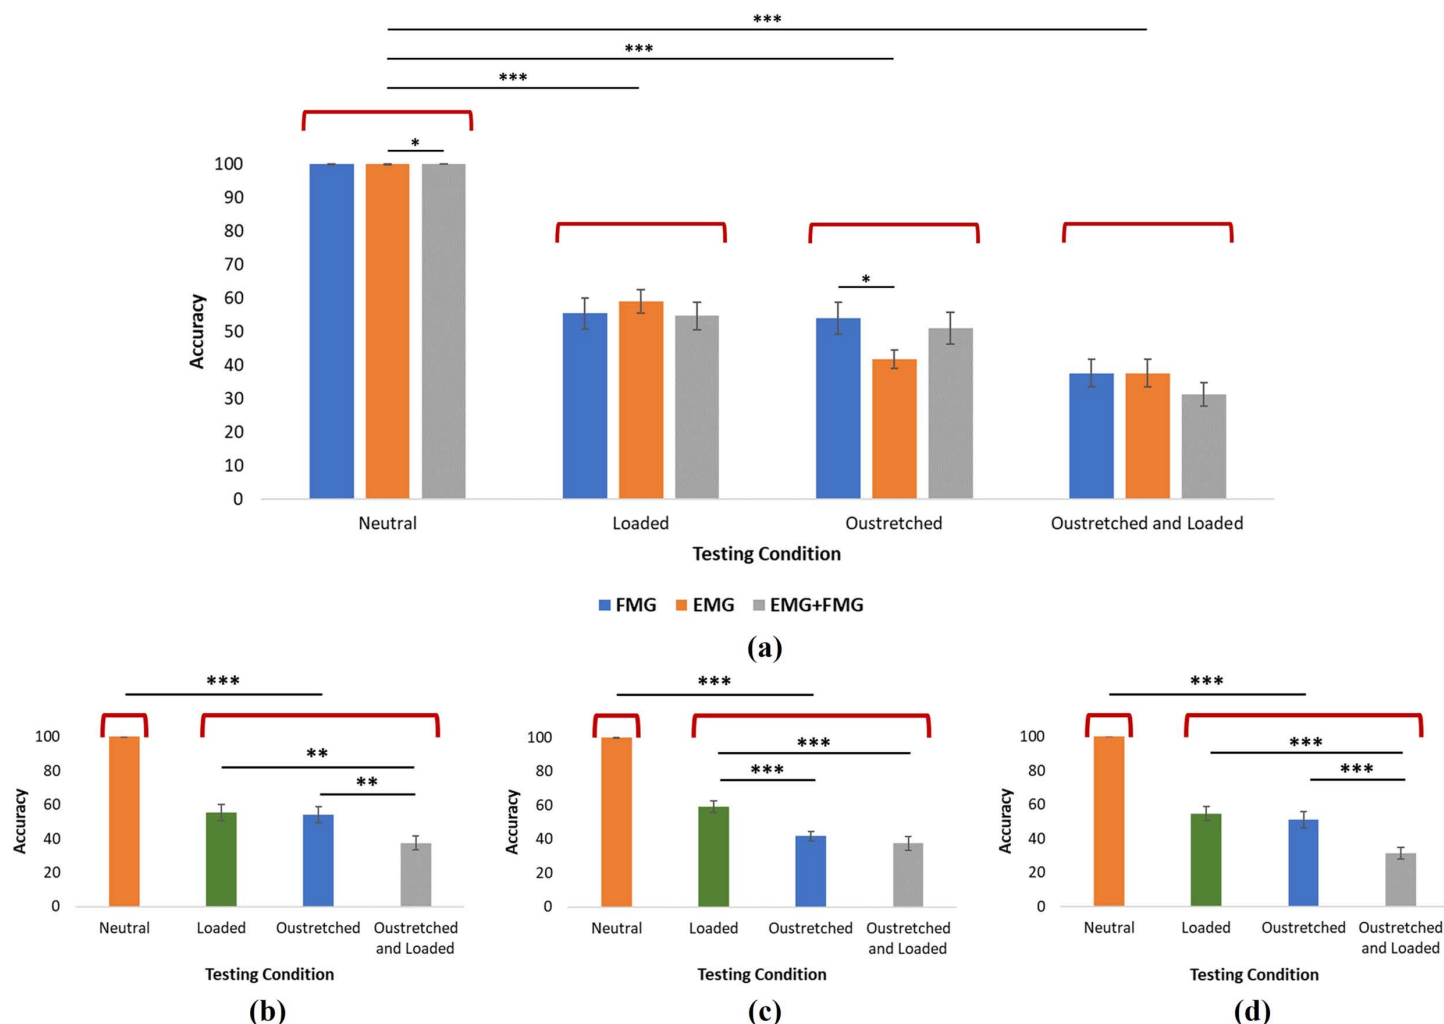 ***
***
***
*
100
90
80
70
60
50
40
30
20
10
0
Accuracy
*
Neutral Loaded Oustretched Oustretched and Loaded
Testing Condition
FMG EMG EMG+FMG
(a)
***
**
**
100
80
60
40
20
0
Accuracy
Neutral Loaded Oustretched Oustretched
and Loaded
Testing Condition
(b)
***
***
***
100
80
60
40
20
0
Accuracy
Neutral Loaded Oustretched Oustretched
and Loaded
Testing Condition
(c)
***
***
***
100
80
60
40
20
0
Accuracy
Neutral Loaded Oustretched Oustretched
and Loaded
Testing Condition
(d)